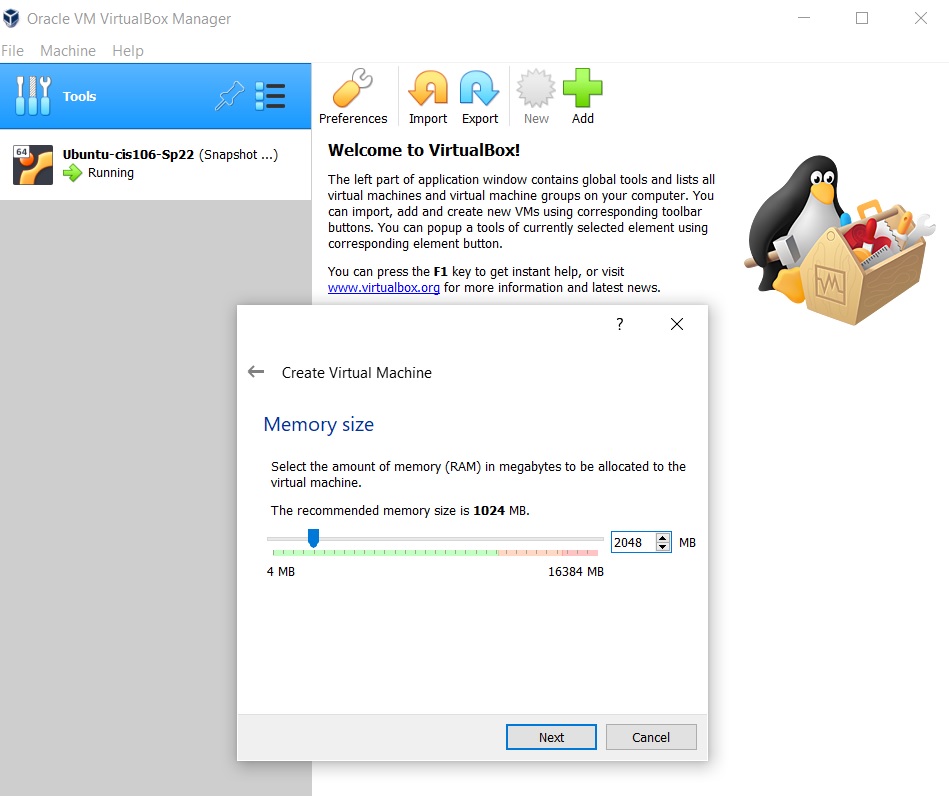 Oracle VM VirtualBox Manager
File Machine Help
Tools
Preferences Import Export New Add
64
Ubuntu-cis106-Sp22 (Snapshot ...)
Running
Welcome to VirtualBox!
The left part of application window contains global tools and lists all
virtual machines and virtual machine groups on your computer. You
can import, add and create new VMs using corresponding toolbar
buttons. You can popup a tools of currently selected element using
corresponding element button.
You can press the F1 key to get instant help, or visit
www.virtualbox.org for more information and latest news.
?
Create Virtual Machine
Memory size
Select the amount of memory (RAM) in megabytes to be allocated to the
virtual machine.
The recommended memory size is 1024 MB.
2048 MB
4 MB 16384 MB
Next Cancel